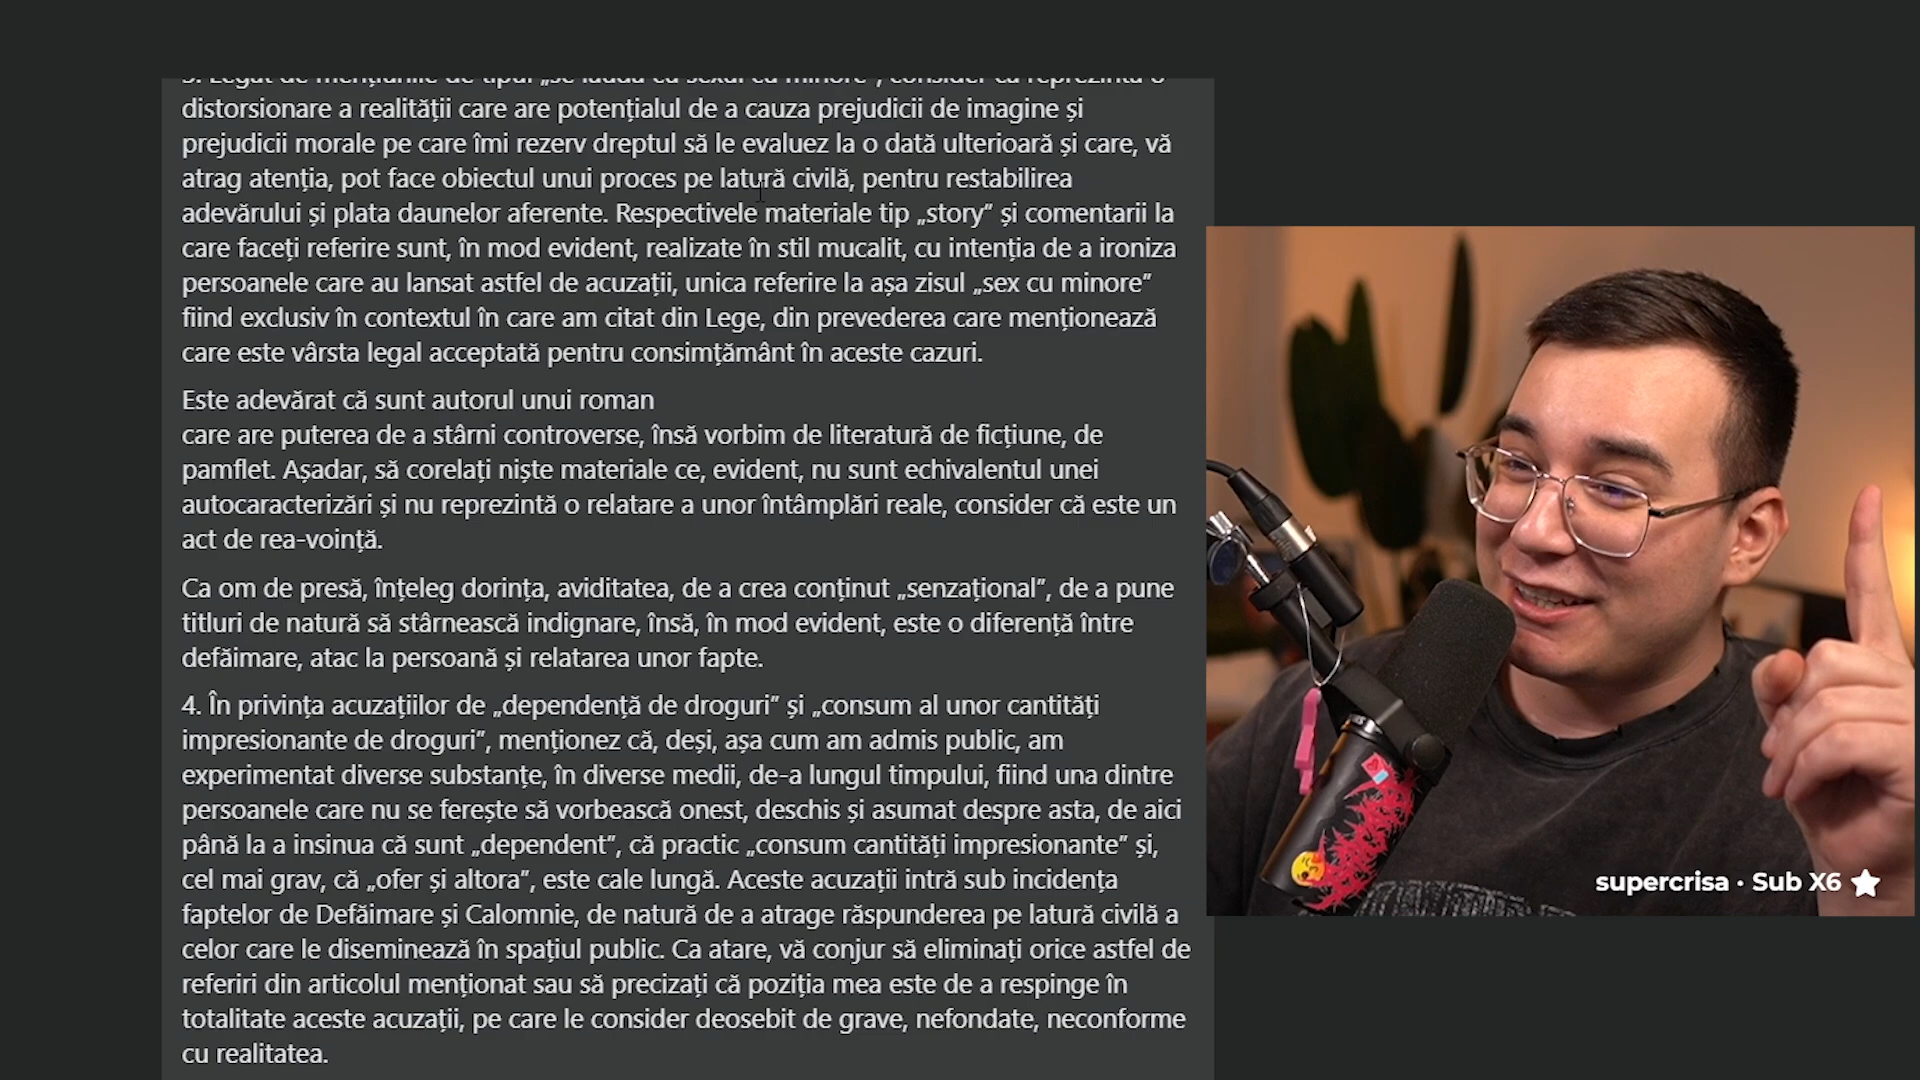 3. Legat de mențiunile de tipul „se laudă cu sexul cu minore”, consider că reprezintă o
distorsionare a realității care are potențialul de a cauza prejudicii de imagine și
prejudicii morale pe care îmi rezerv dreptul să le evaluez la o dată ulterioară și care, vă
atrag atenția, pot face obiectul unui proces pe latură civilă, pentru restabilirea
adevărului și plata daunelor aferente. Respectivele materiale tip „story” și comentarii la
care faceți referire sunt, în mod evident, realizate în stil mucalit, cu intenția de a ironiza
persoanele care au lansat astfel de acuzații, unica referire la așa zisul „sex cu minore”
fiind exclusiv în contextul în care am citat din Lege, din prevederea care menționează
care este vârsta legal acceptată pentru consimțământ în aceste cazuri.
Este adevărat că sunt autorul unui roman
care are puterea de a stârni controverse, însă vorbim de literatură de ficțiune, de
pamflet. Așadar, să corelați niște materiale ce, evident, nu sunt echivalentul unei
autocaracterizări și nu reprezintă o relatare a unor întâmplări reale, consider că este un
act de rea-voință.
Ca om de presă, înțeleg dorința, aviditatea, de a crea conținut „senzațional”, de a pune
titluri de natură să stârnească indignare, însă, în mod evident, este o diferență între
defăimare, atac la persoană și relatarea unor fapte.
4. În privința acuzațiilor de „dependență de droguri” și „consum al unor cantități
impresionante de droguri”, menționez că, deși, așa cum am admis public, am
experimentat diverse substanțe, în diverse medii, de-a lungul timpului, fiind una dintre
persoanele care nu se ferește să vorbească onest, deschis și asumat despre asta, de aici
până la a insinua că sunt „dependent”, că practic „consum cantități impresionante” și,
cel mai grav, că „ofer și altora”, este cale lungă. Aceste acuzații intră sub incidența
faptelor de Defăimare și Calomnie, de natură de a atrage răspunderea pe latură civilă a
celor care le diseminează în spațiul public. Ca atare, vă conjur să eliminați orice astfel de
referiri din articolul menționat sau să precizați că poziția mea este de a respinge în
totalitate aceste acuzații, pe care le consider deosebit de grave, nefondate, neconforme
cu realitatea.
supercrisa · Sub X6